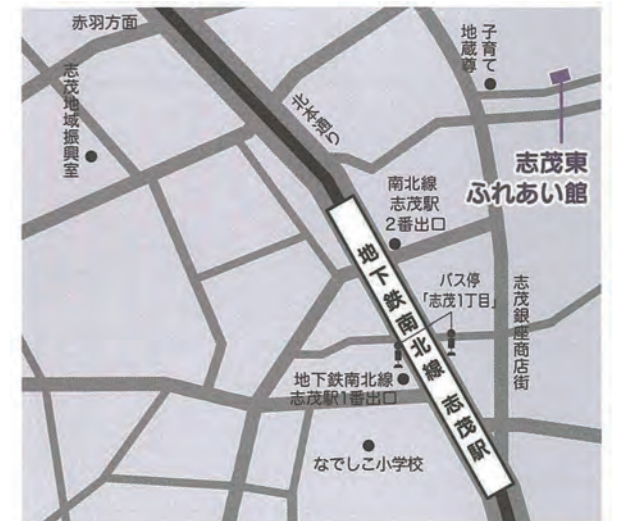 赤羽方面
志茂地域振興室
北本通り
子育て
地蔵尊
志茂東
ふれあい館
南北線
志茂駅
2番出口
地下鉄南北線 志茂駅
バス停
「志茂1丁目」
志茂銀座商店街
地下鉄南北線
志茂駅1番出口
なでしこ小学校